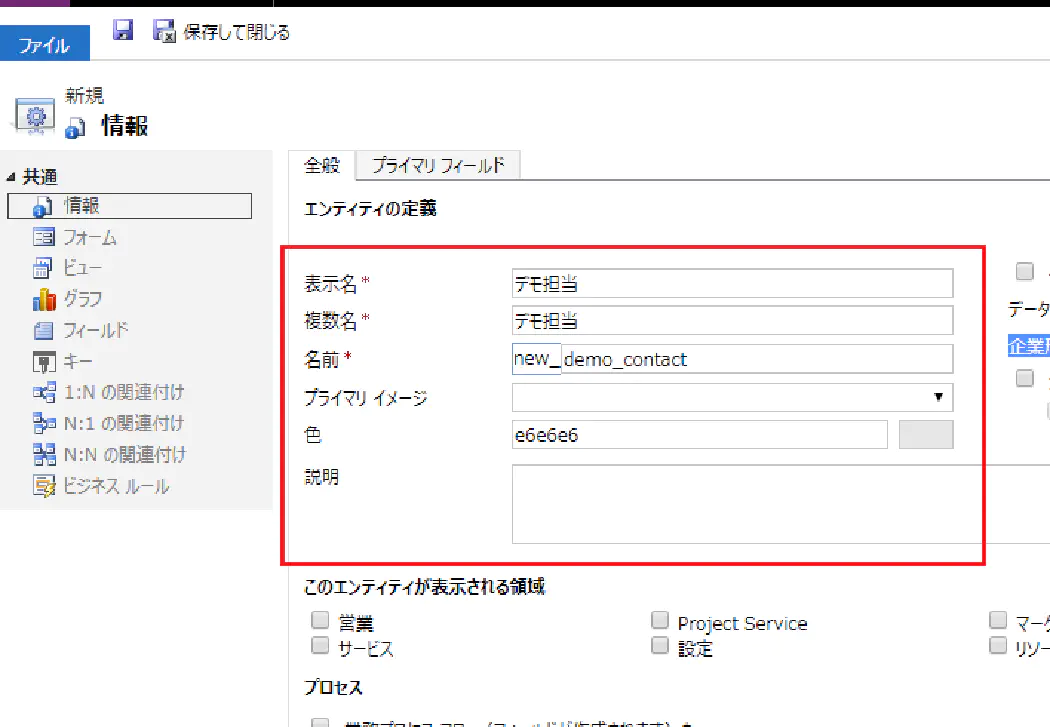 ファイル
保存して閉じる
新規
情報
共通
情報
フォーム
ビュー
グラフ
フィールド
キー
1:N の関連付け
N:1 の関連付け
N:N の関連付け
ビジネス ルール
全般
プライマリ フィールド
エンティティの定義
表示名*
デモ担当
複数名*
デモ担当
名前*
new_demo_contact
プライマリ イメージ
色
e6e6e6
説明
データ
企業
このエンティティが表示される領域
営業
Project Service
マーケ
サービス
設定
リソー
プロセス